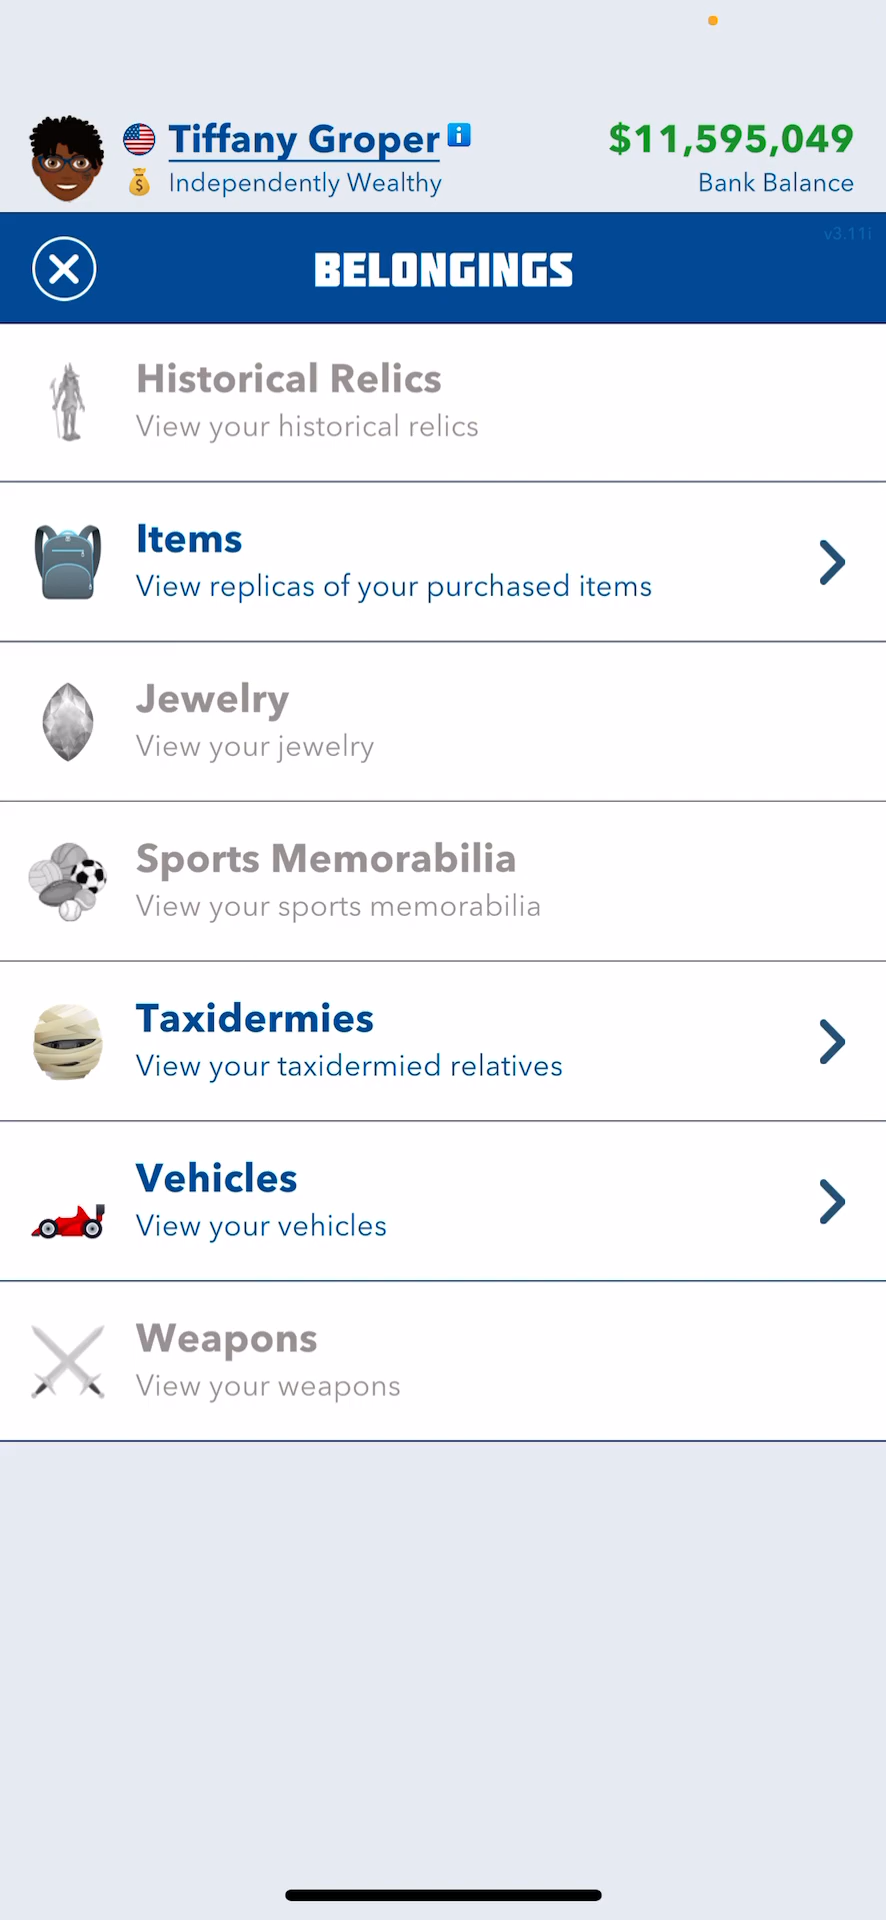 Tiffany Groper
$11,595,049
Independently Wealthy
Bank Balance
v3.11i
BELONGINGS
Historical Relics
View your historical relics
Items
View replicas of your purchased items
Jewelry
View your jewelry
Sports Memorabilia
View your sports memorabilia
Taxidermies
View your taxidermied relatives
Vehicles
View your vehicles
Weapons
View your weapons